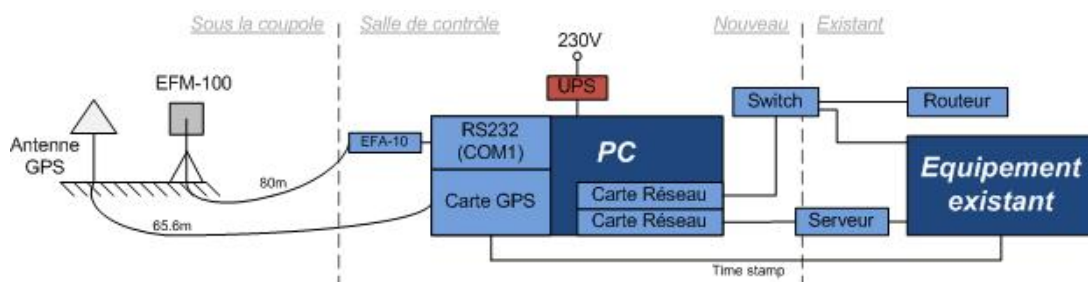 Sous la coupole
Salle de contrôle
Nouveau
Existant
230V
EFM-100
UPS
Switch
Routeur
Antenne
GPS
EFA-10
RS232
(COM1)
PC
Equipement
existant
80m
Carte GPS
Carte Réseau
Carte Réseau
Serveur
65.6m
Time stamp